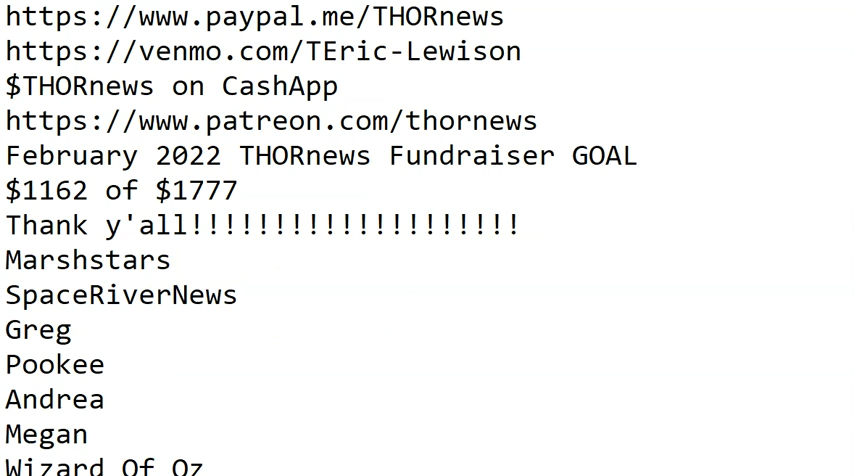 https://www.paypal.me/THORnews
https://venmo.com/TEric-Lewison
$THORnews on CashApp
https://www.patreon.com/thornews
February 2022 THORnews Fundraiser GOAL
$1162 of $1777
Thank y'all!!!!!!!!!!!!!!!!!!!!
Marshstars
SpaceRiverNews
Greg
Pookee
Andrea
Megan
Wizard Of Oz